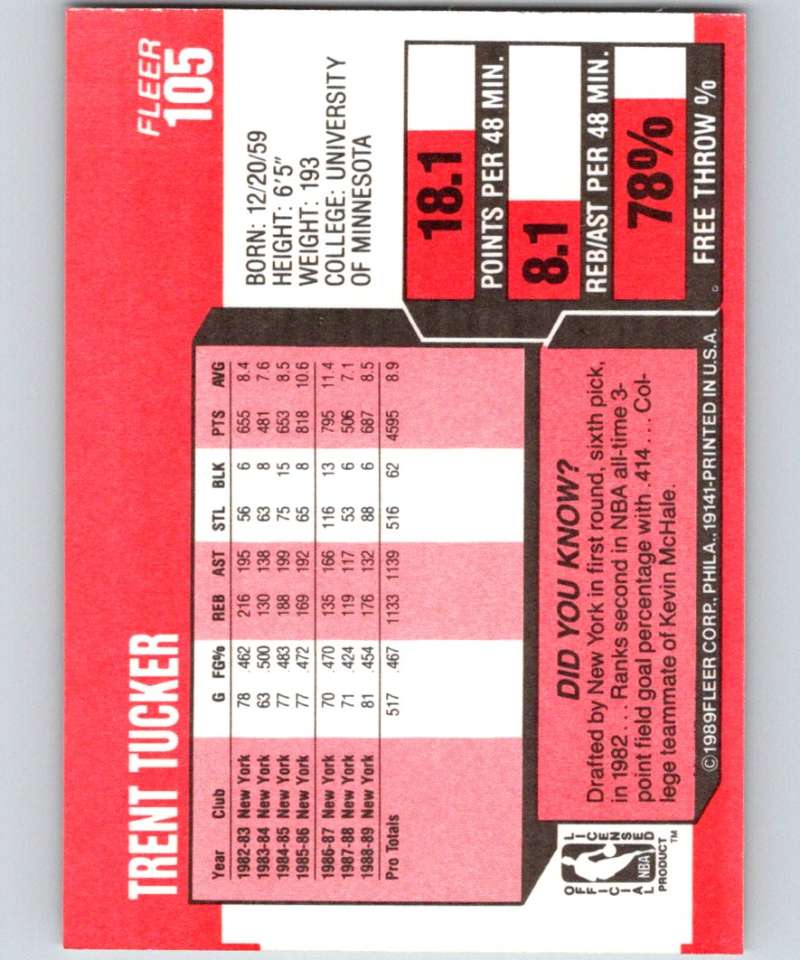 FLEER
105
TRENT TUCKER
BORN: 12/20/59
HEIGHT: 6'5"
WEIGHT: 193
COLLEGE: UNIVERSITY
OF MINNESOTA
Year Club G FG% REB AST STL BLK PTS AVG
1982-83 New York 78 .462 216 195 56 6 655 8.4
1983-84 New York 63 .500 130 138 63 8 481 7.6
1984-85 New York 77 .483 188 199 75 15 653 8.5
1985-86 New York 77 .472 169 192 65 8 818 10.6
1986-87 New York 70 .470 135 166 116 13 795 11.4
1987-88 New York 71 .424 119 117 53 6 506 7.1
1988-89 New York 81 .454 176 132 88 6 687 8.5
Pro Totals 517 .467 1133 1139 516 62 4595 8.9
18.1
POINTS PER 48 MIN.
8.1
REB/AST PER 48 MIN.
78%
FREE THROW %
DID YOU KNOW?
Drafted by New York in first round, sixth pick,
in 1982 . . . Ranks second in NBA all-time 3-
point field goal percentage with .414 . . . Col-
lege teammate of Kevin McHale.
OFFICIAL LICENSED
NBA
PRODUCT™
©1989 FLEER CORP., PHILA., 19141-PRINTED IN U.S.A.